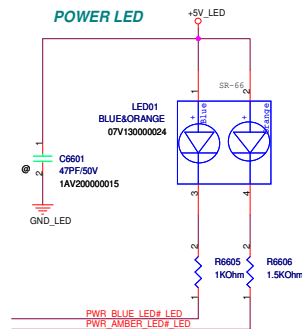 POWER LED
+5V_LED
1
2
SR-66
LED01
BLUE&ORANGE
07V130000024
+
Blue
+
Orange
1
C6601
@
47PF/50V
2
1AV200000015
3
4
GND_LED
2
2
R6605
R6606
1KOhm
1.5KOhm
1
1
PWR_BLUE_LED#_LED
PWR_AMBER_LED#_LED